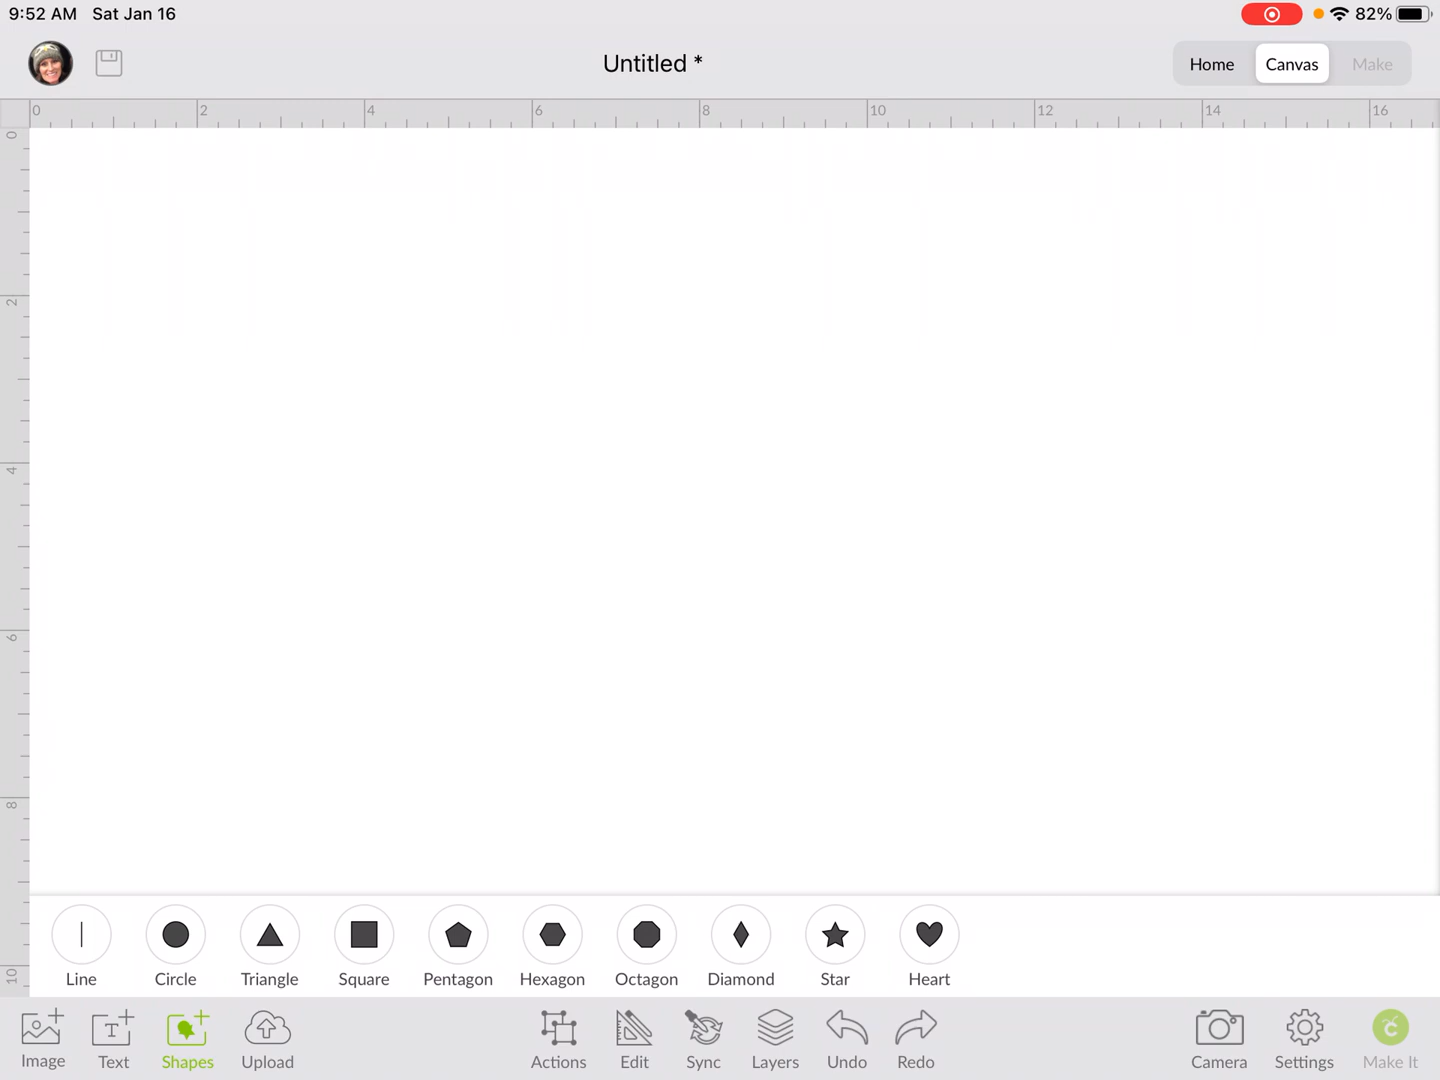 9:52 AM Sat Jan 16
82%
Untitled *
Home Canvas Make
0 2 4 6 8 10 12 14 16
0
2
4
6
8
10
Line Circle Triangle Square Pentagon Hexagon Octagon Diamond Star Heart
Image Text Shapes Upload Actions Edit Sync Layers Undo Redo Camera Settings Make It